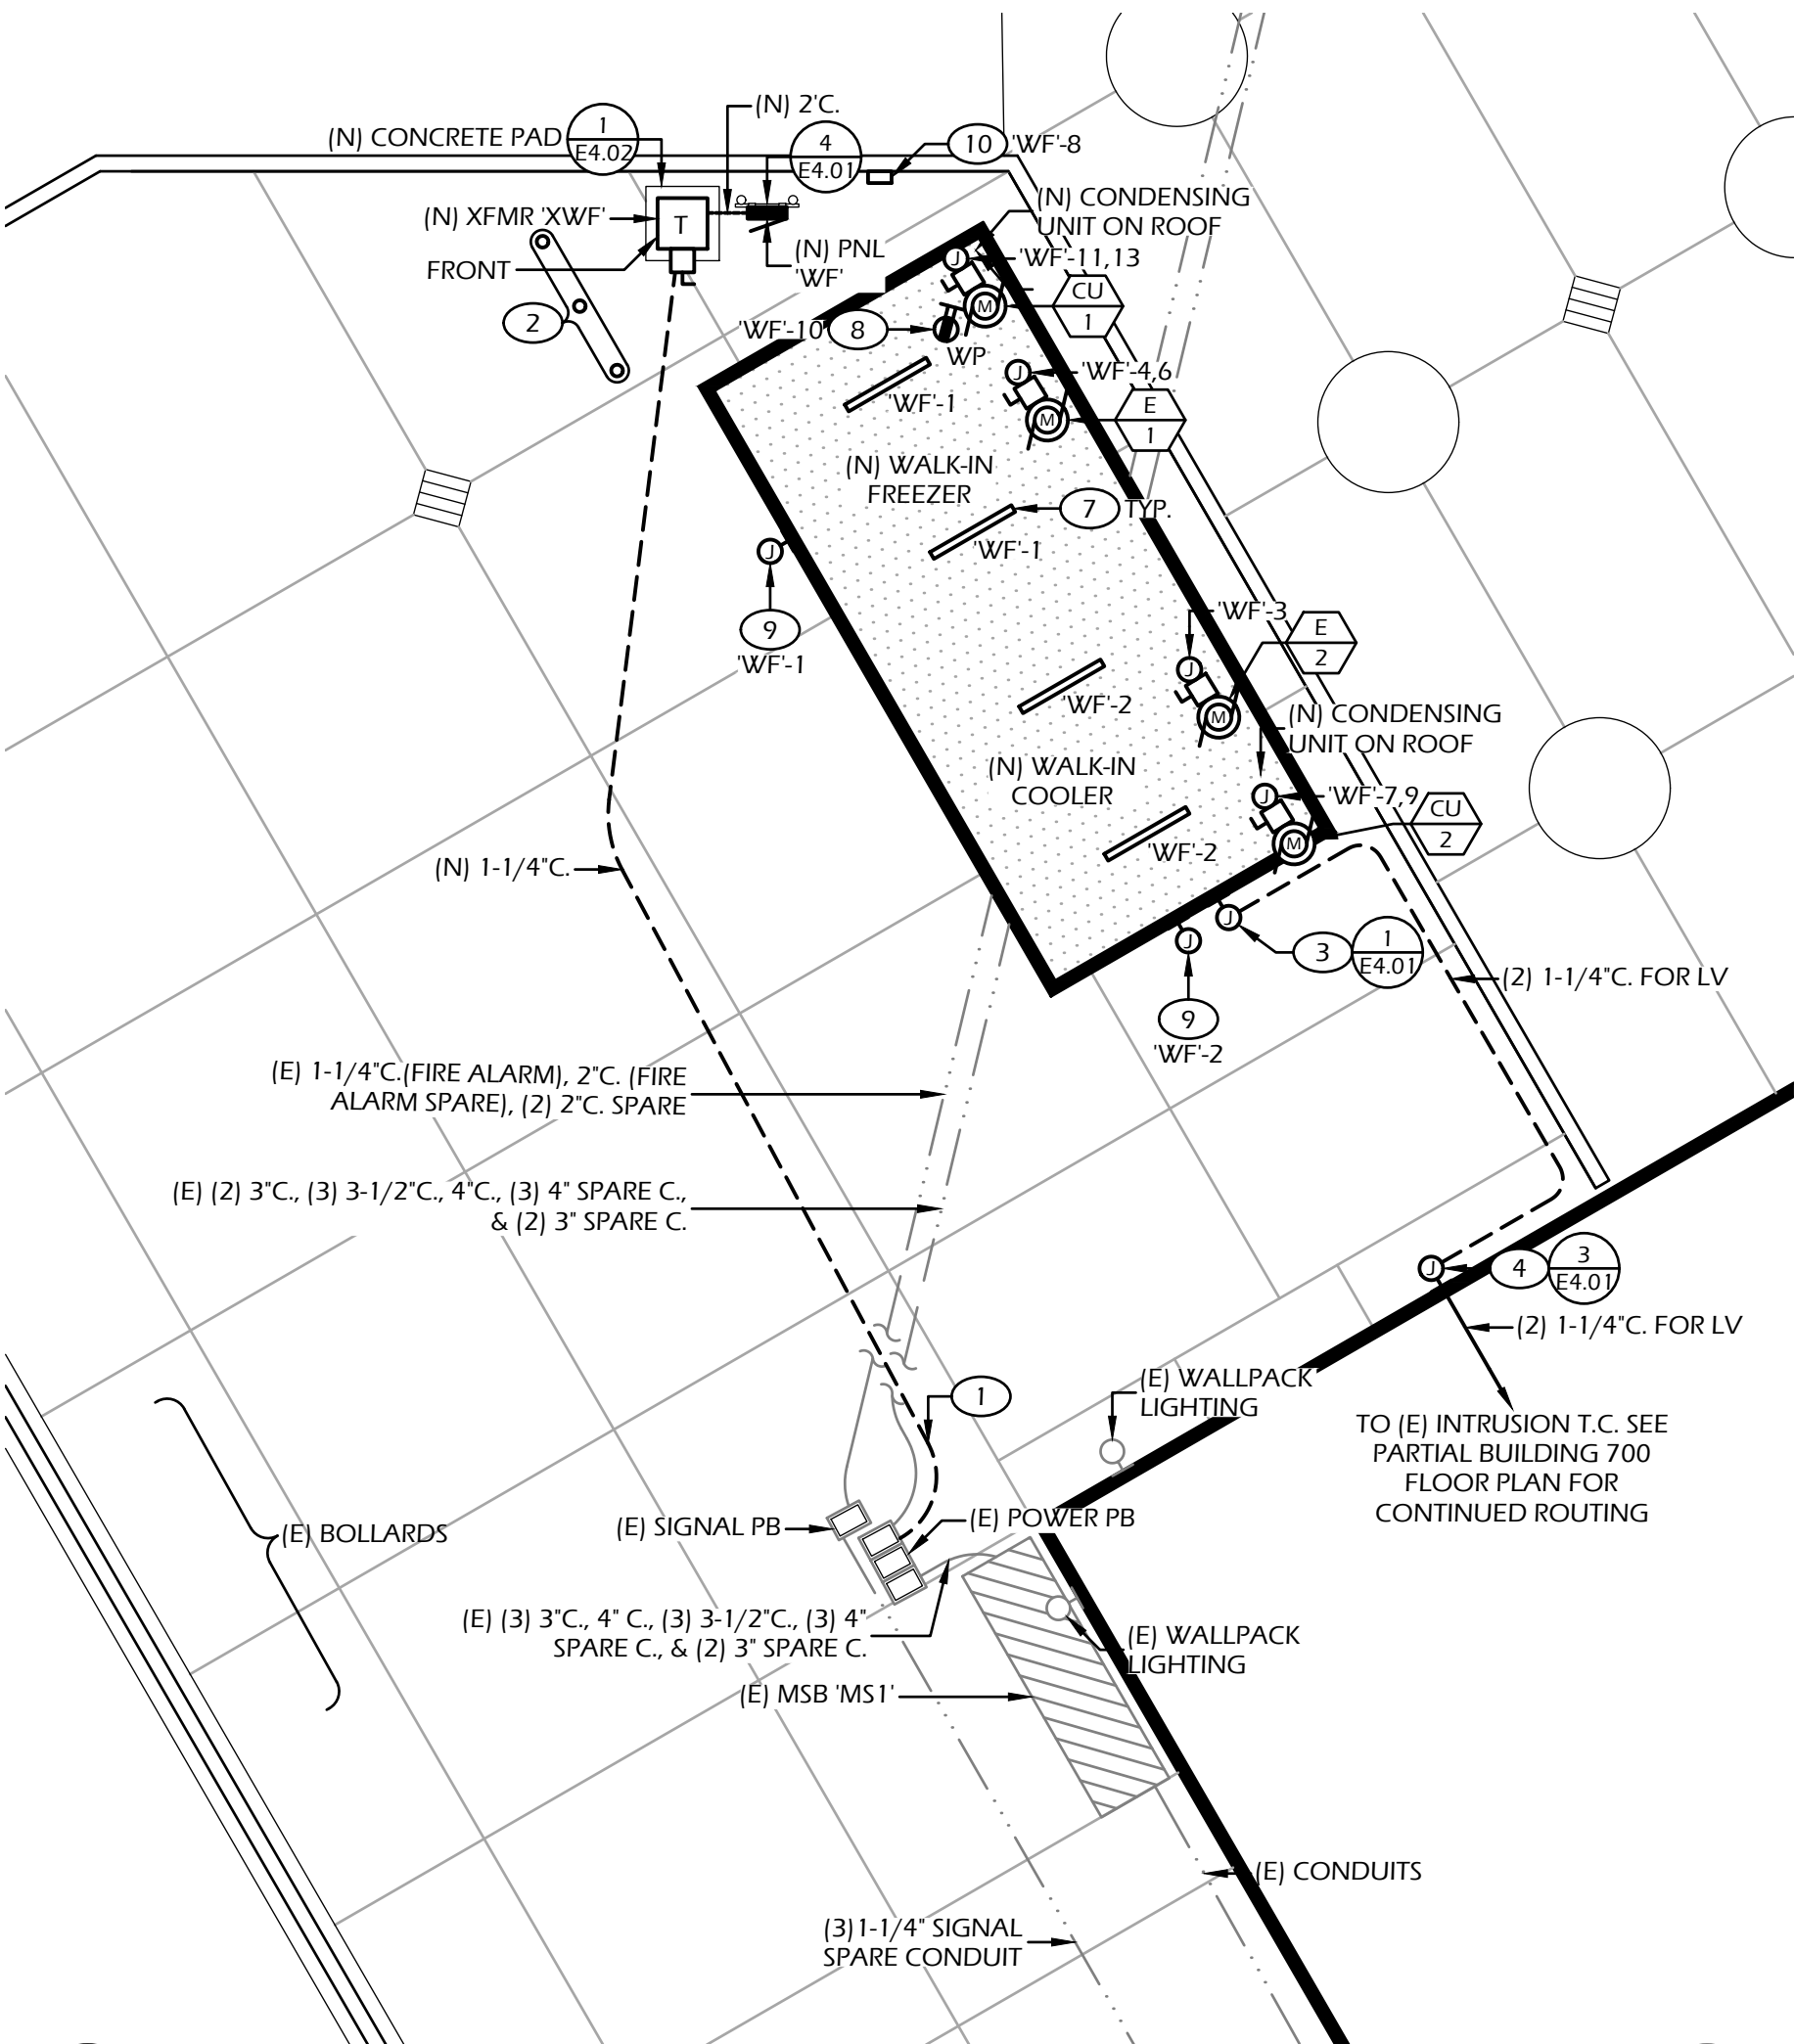 (N) 2'C.
(N) CONCRETE PAD
1
E4.02
4
E4.01
10
'WF'-8
(N) XFMR 'XWF'
T
FRONT
(N) PNL
'WF'
2
(N) CONDENSING
UNIT ON ROOF
J
'WF'-11,13
CU
1
M
'WF'-10
8
WP
J
'WF'-4,6
E
1
M
'WF'-1
(N) WALK-IN
FREEZER
7
TYP.
'WF'-1
J
9
'WF'-1
'WF'-3
J
E
2
M
'WF'-2
(N) CONDENSING
UNIT ON ROOF
(N) WALK-IN
COOLER
J
'WF'-7,9
CU
2
M
'WF'-2
(N) 1-1/4"C.
J
J
3
1
E4.01
(2) 1-1/4"C. FOR LV
9
'WF'-2
(E) 1-1/4"C.(FIRE ALARM), 2"C. (FIRE
ALARM SPARE), (2) 2"C. SPARE
(E) (2) 3"C., (3) 3-1/2"C., 4"C., (3) 4" SPARE C.,
& (2) 3" SPARE C.
J
4
3
E4.01
(2) 1-1/4"C. FOR LV
1
(E) WALLPACK
LIGHTING
TO (E) INTRUSION T.C. SEE
PARTIAL BUILDING 700
FLOOR PLAN FOR
CONTINUED ROUTING
(E) BOLLARDS
(E) SIGNAL PB
(E) POWER PB
(E) (3) 3"C., 4" C., (3) 3-1/2"C., (3) 4"
SPARE C., & (2) 3" SPARE C.
(E) WALLPACK
LIGHTING
(E) MSB 'MS1'
(E) CONDUITS
(3)1-1/4" SIGNAL
SPARE CONDUIT